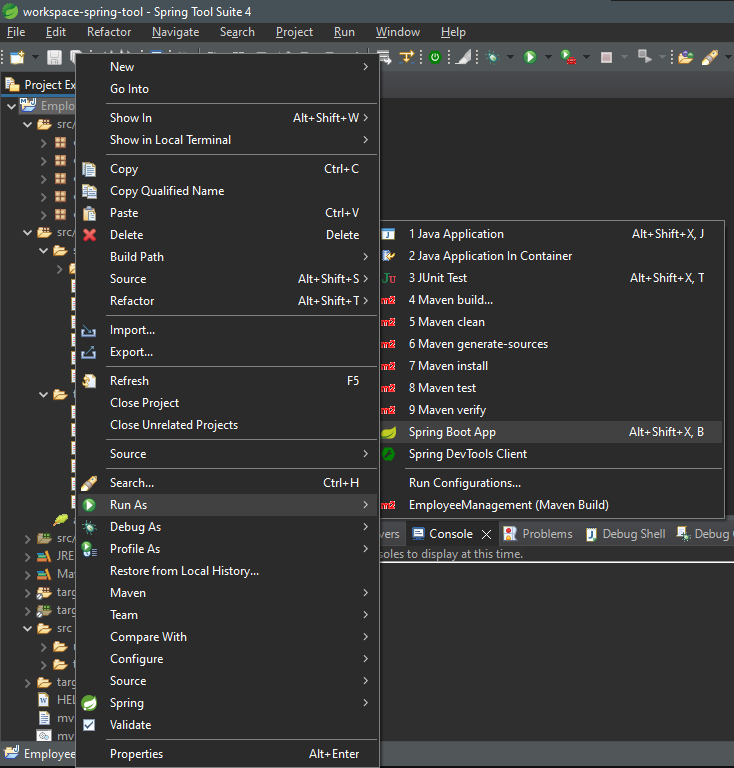 workspace-spring-tool - Spring Tool Suite 4
File Edit Refactor Navigate Search Project Run Window Help
Project Ex
Emplo
src/
src/
JRE
Ma
targ
targ
src
targ
HEL
mv
mv
Employee
New
Go Into
Show In Alt+Shift+W
Show in Local Terminal
Copy Ctrl+C
Copy Qualified Name
Paste Ctrl+V
Delete Delete
Build Path
Source Alt+Shift+S
Refactor Alt+Shift+T
Import...
Export...
Refresh F5
Close Project
Close Unrelated Projects
Source
Search... Ctrl+H
Run As
Debug As
Profile As
Restore from Local History...
Maven
Team
Compare With
Configure
Source
Spring
Validate
Properties Alt+Enter
1 Java Application Alt+Shift+X, J
2 Java Application In Container
3 JUnit Test Alt+Shift+X, T
4 Maven build...
5 Maven clean
6 Maven generate-sources
7 Maven install
8 Maven test
9 Maven verify
Spring Boot App Alt+Shift+X, B
Spring DevTools Client
Run Configurations...
EmployeeManagement (Maven Build)
vers Console Problems Debug Shell Debug
soles to display at this time.